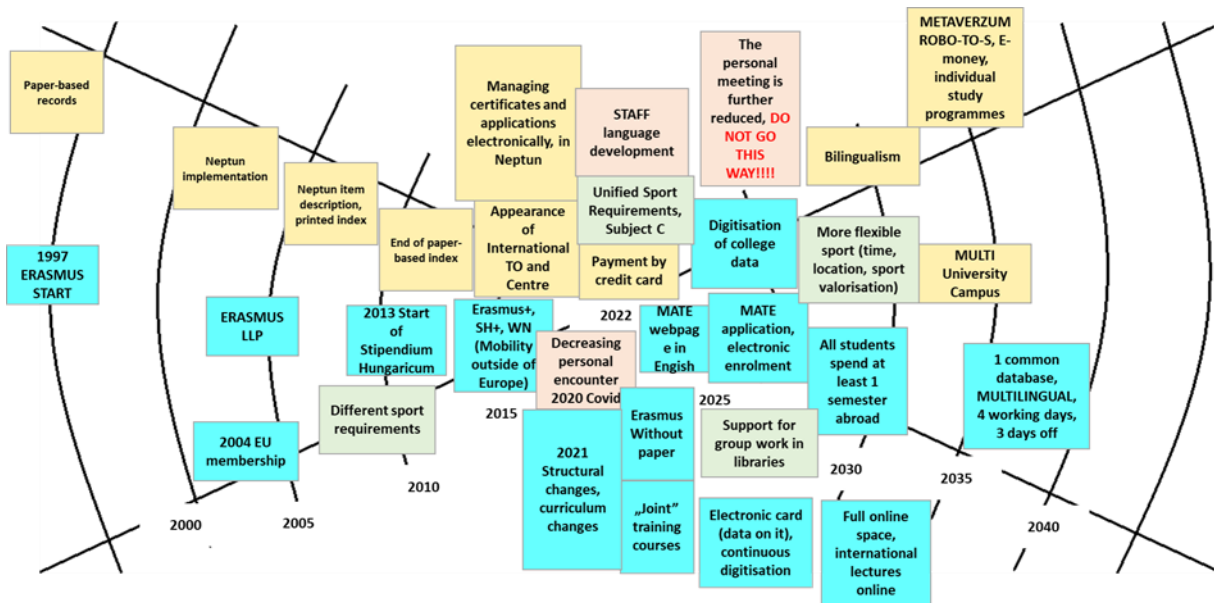 Paper-based
records
1997
ERASMUS
START
Neptun
implementation
Neptun item
description,
printed index
End of paper-
based index
Managing
certificates and
applications
electronically, in
Neptun
STAFF
language
development
The
personal
meeting is
further
reduced, DO
NOT GO
THIS
WAY!!!!
METAVERZUM
ROBO-TO-S, E-
money,
individual
study
programmes
Bilingualism
Unified Sport
Requirements,
Subject C
Appearance
of
International
TO and
Centre
Payment by
credit card
Digitisation
of college
data
More flexible
sport (time,
location, sport
valorisation)
MULTI
University
Campus
ERASMUS
LLP
2013 Start
of
Stipendium
Hungaricum
Erasmus+,
SH+, WN
(Mobility
outside of
Europe)
2022
MATE
webpag
e in
Engish
MATE
application,
electronic
enrolment
Decreasing
personal
encounter
2020 Covid
All students
spend at
least 1
semester
abroad
1 common
database,
MULTILINGUAL,
4 working days,
3 days off
Different sport
requirements
2015
2025
Erasmus
Without
paper
Support for
group work in
libraries
2004 EU
membership
2021
Structural
changes,
curriculum
changes
2010
2030
2035
„Joint”
training
courses
Electronic card
(data on it),
continuous
digitisation
Full online
space,
international
lectures
online
2000
2005
2040